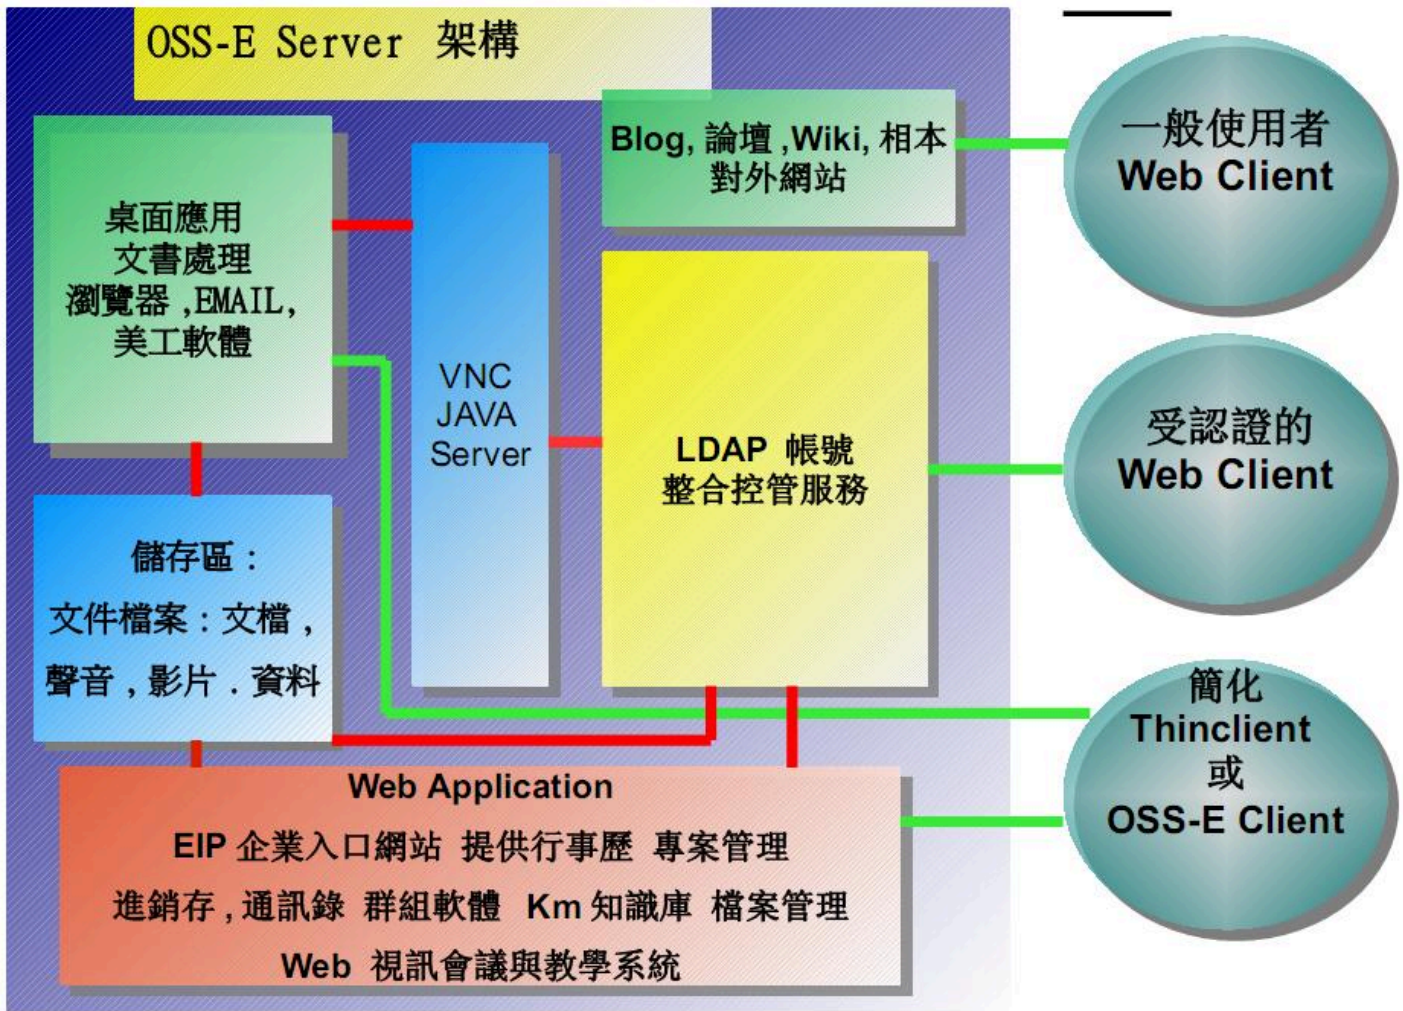 OSS-E Server 架構
Blog, 論壇 ,Wiki, 相本
對外網站
一般使用者
Web Client
桌面應用
文書處理
瀏覽器 ,EMAIL,
美工軟體
VNC
JAVA
Server
LDAP 帳號
整合控管服務
受認證的
Web Client
儲存區 :
文件檔案 : 文檔 ,
聲音 , 影片 . 資料
簡化
Thinclient
或
OSS-E Client
Web Application
EIP 企業入口網站 提供行事歷 專案管理
進銷存 , 通訊錄 群組軟體 Km 知識庫 檔案管理
Web 視訊會議與教學系統